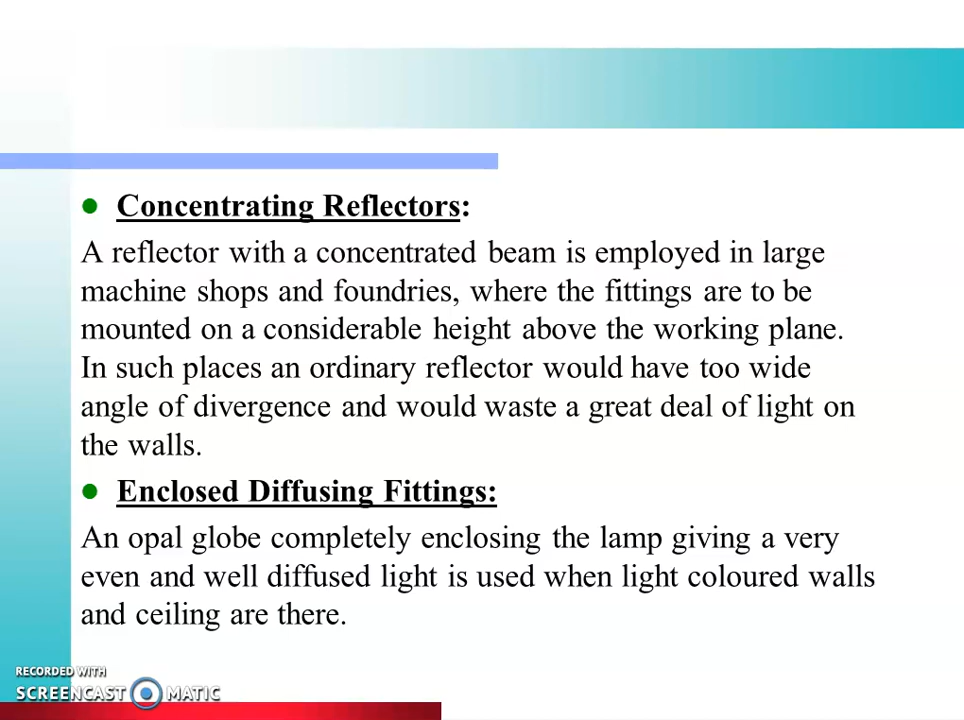 Concentrating Reflectors:
A reflector with a concentrated beam is employed in large
machine shops and foundries, where the fittings are to be
mounted on a considerable height above the working plane.
In such places an ordinary reflector would have too wide
angle of divergence and would waste a great deal of light on
the walls.
Enclosed Diffusing Fittings:
An opal globe completely enclosing the lamp giving a very
even and well diffused light is used when light coloured walls
and ceiling are there.
RECORDED WITH
SCREENCAST MATIC